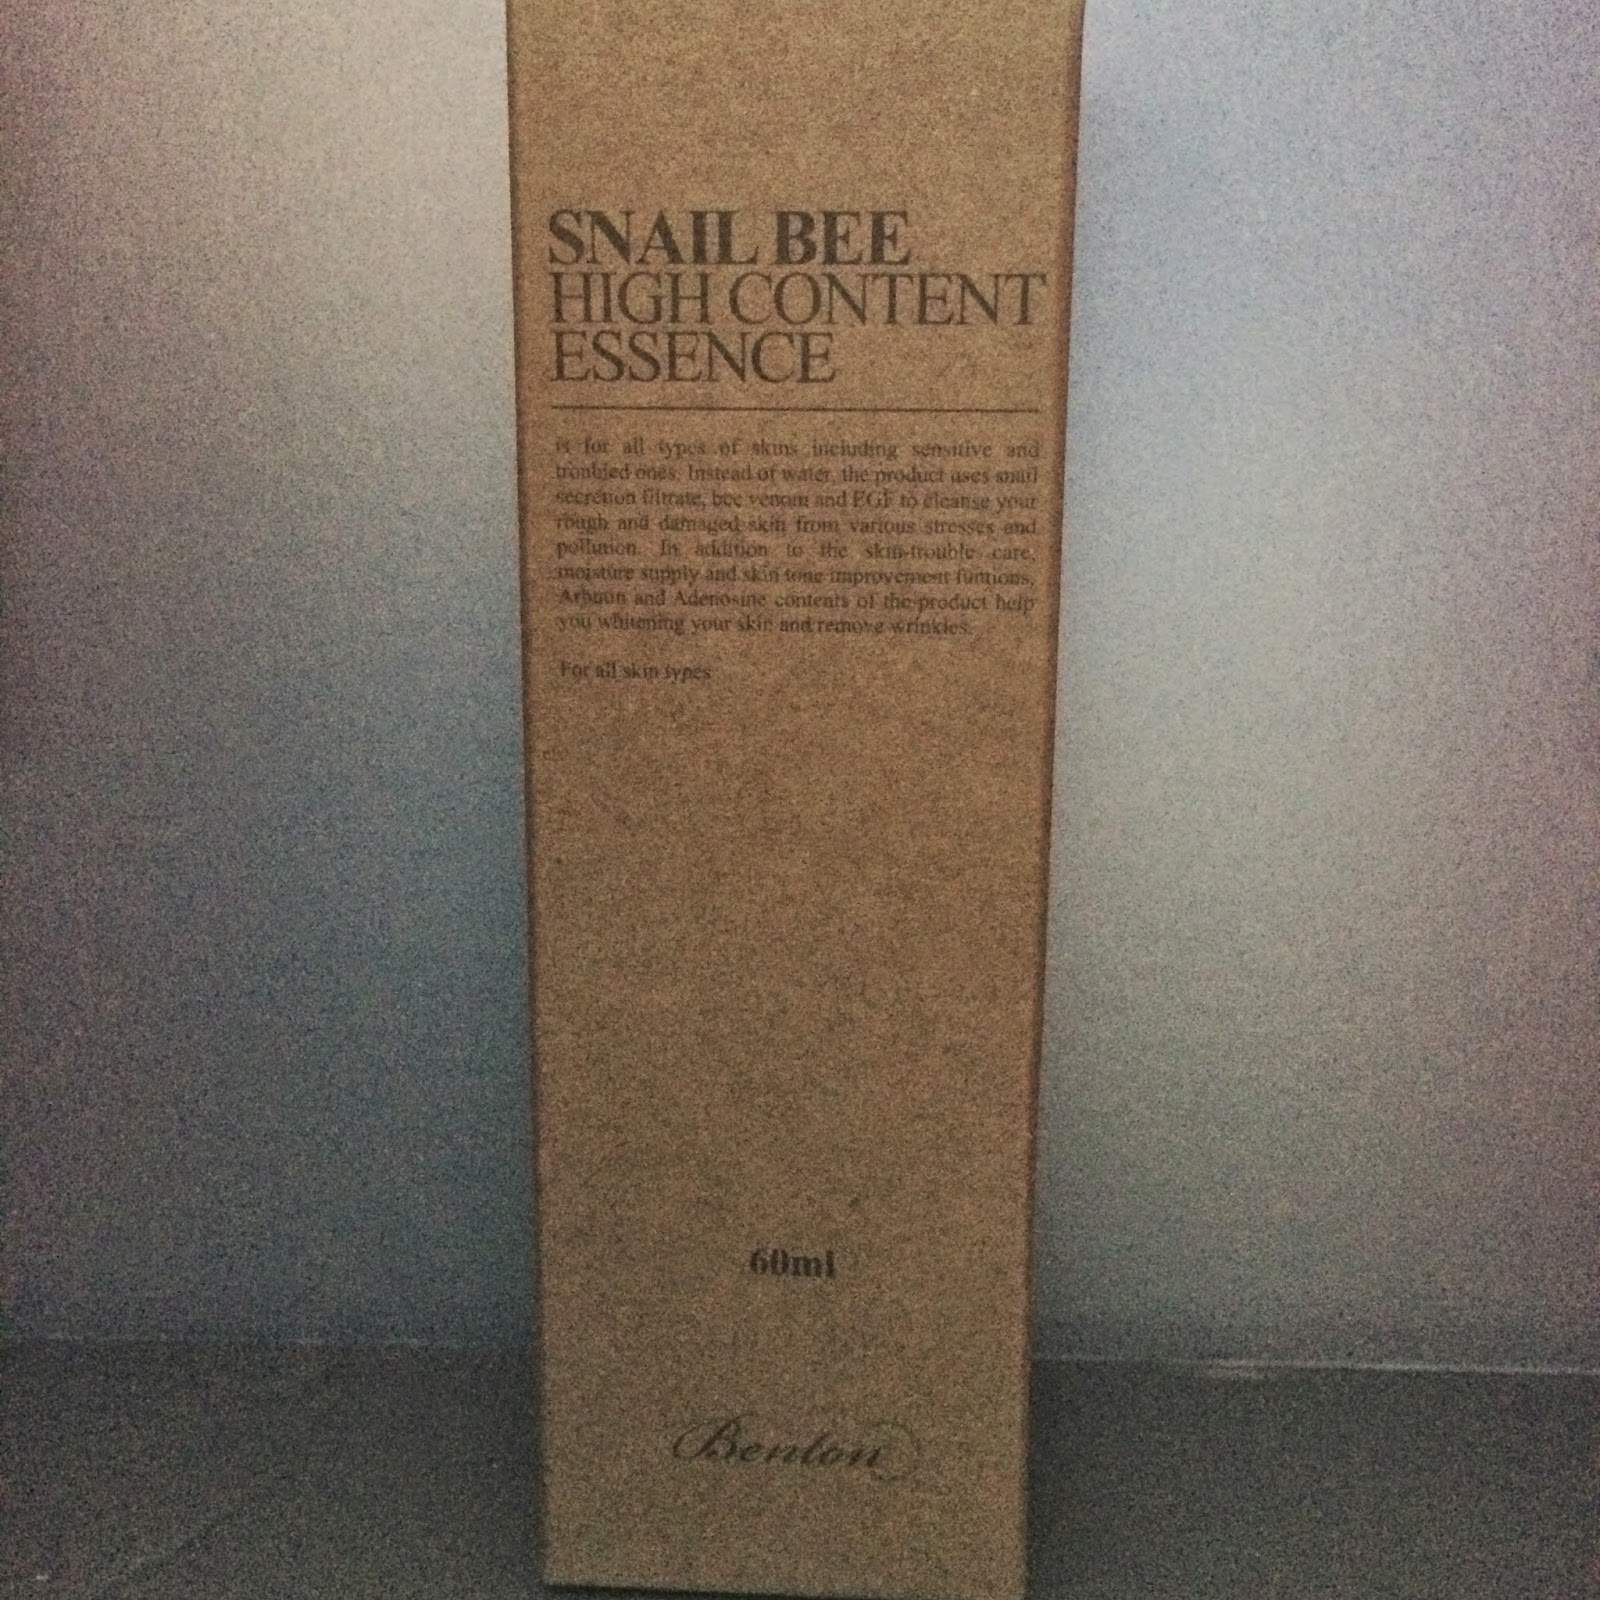 SNAIL BEE
HIGH CONTENT
ESSENCE
is for all types of skins including sensitive and
troubled ones. Instead of water, the product uses snail
secretion filtrate, bee venom and EGF to cleanse your
rough and damaged skin from various stresses and
pollution. In addition to the skin-trouble care,
moisture supply and skin tone improvement funtions,
Arbutin and Adenosine contents of the product help
you whitening your skin and remove wrinkles.
For all skin types
60ml
Benton